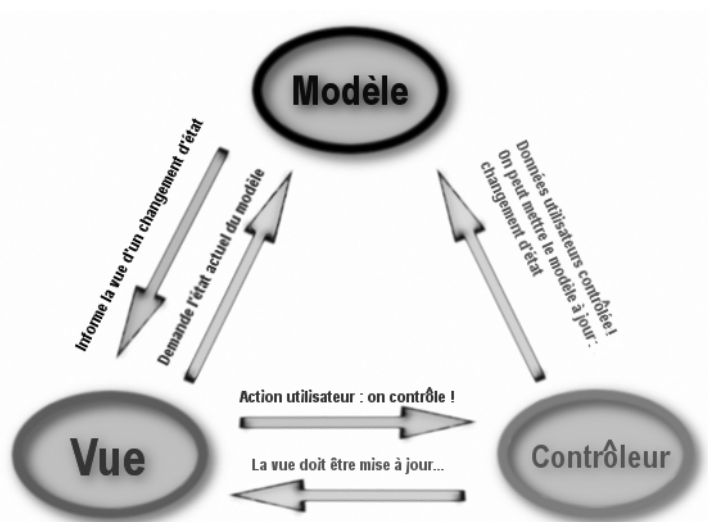 Modèle
Informe la vue d'un changement d'état
Demande l'état actuel du modèle
Données utilisateurs contrôlée !
On peut mettre le modèle à jour :
changement d'état
Action utilisateur : on contrôle !
Vue
Contrôleur
La vue doit être mise à jour...